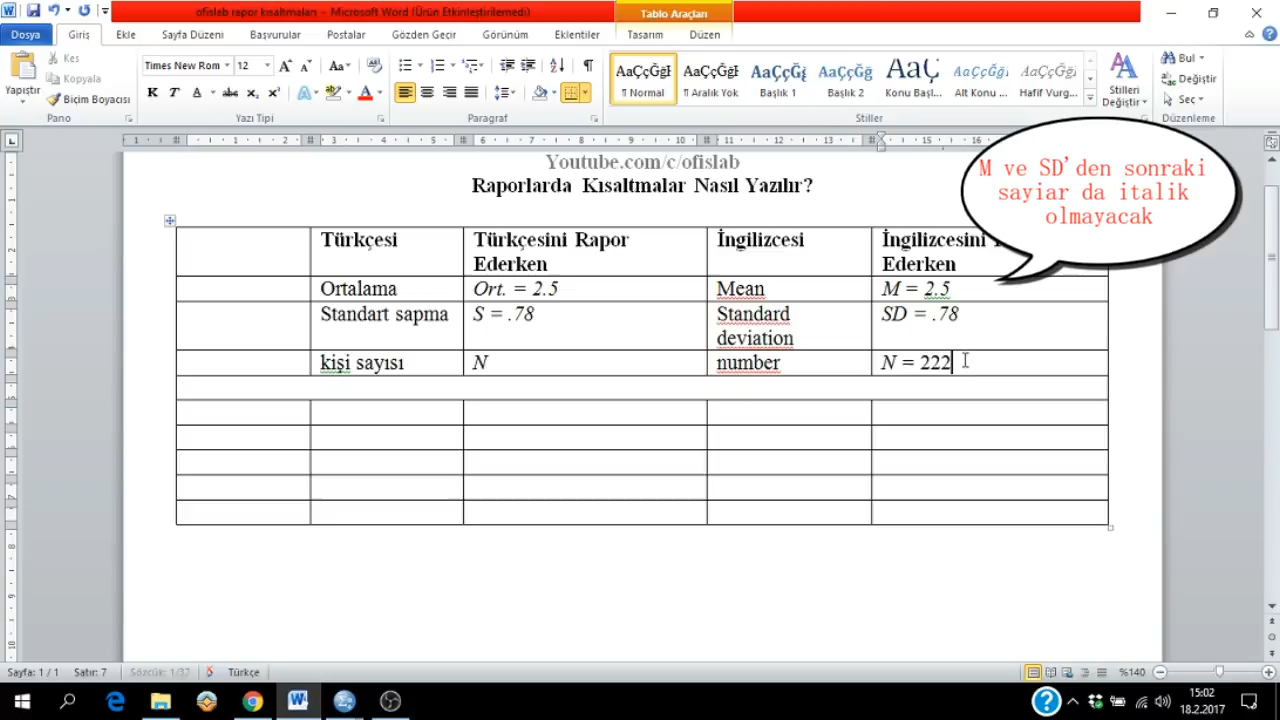 ofislab rapor kısaltmaları - Microsoft Word (Ürün Etkinleştirilemedi)
Tablo Araçları
Dosya Giriş Ekle Sayfa Düzeni Başvurular Postalar Gözden Geçir Görünüm Eklentiler Tasarım Düzen
Yapıştır
Kes
Kopyala
Biçim Boyacısı
Pano
Times New Rom 12
Yazı Tipi
Paragraf
AaÇçĞğI AaÇçĞğI AaÇçĞğ AaÇçĞğ AaÇ AaÇçĞğİ AaÇçĞğI
¶ Normal ¶ Aralık Yok Başlık 1 Başlık 2 Konu Başl... Alt Konu ... Hafif Vurg...
Stilleri Değiştir
Stiller
Bul
Değiştir
Seç
Düzenleme
Youtube.com/c/ofislab
Raporlarda Kısaltmalar Nasıl Yazılır?
M ve SD'den sonraki
sayiar da italik
olmayacak
Türkçesi
Türkçesini Rapor
Ederken
İngilizcesi
İngilizcesini
Ederken
Ortalama
Ort. = 2.5
Mean
M = 2.5
Standart sapma
S = .78
Standard
deviation
SD = .78
kişi sayısı
N
number
N = 222
Sayfa: 1 / 1 Satır: 7 Sözcük: 1/37 Türkçe %140
15:02
18.2.2017